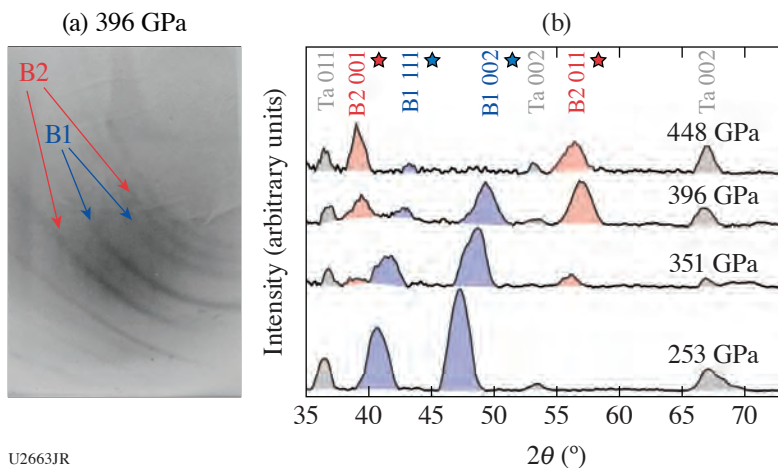 (a) 396 GPa
B2
B1
U2663JR
(b)
Ta 011
B2 001
B1 111
B1 002
Ta 002
B2 011
Ta 002
448 GPa
396 GPa
351 GPa
253 GPa
Intensity (arbitrary units)
35 40 45 50 55 60 65 70
2θ (º)